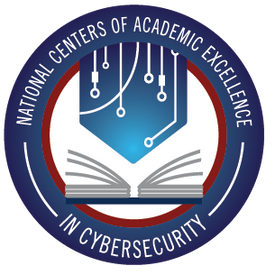 NATIONAL CENTERS OF ACADEMIC EXCELLENCE
IN CYBERSECURITY